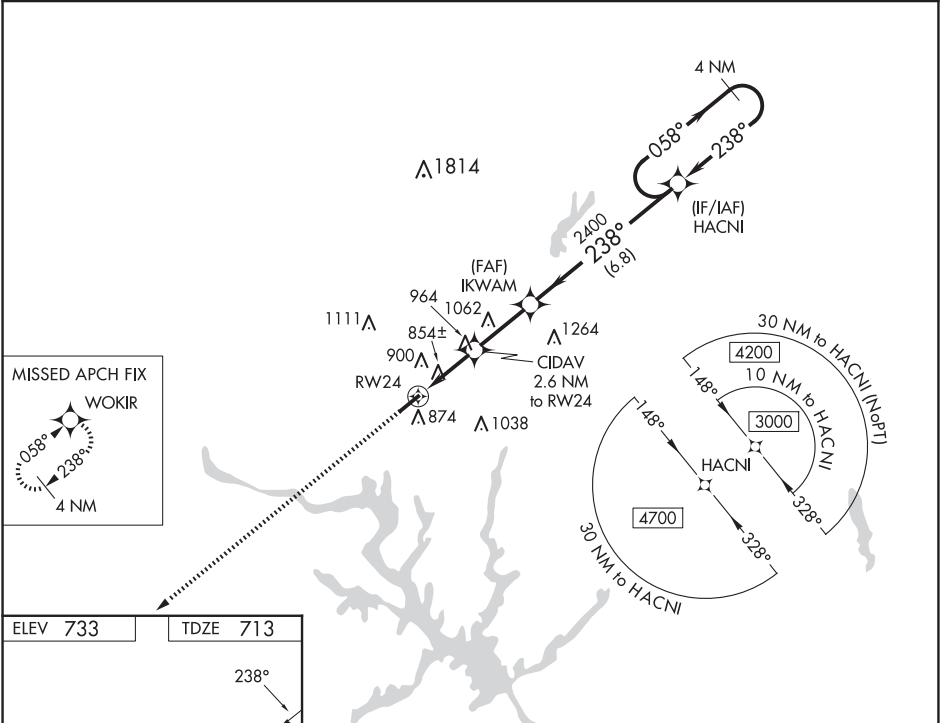 4 NM
058°
238°
1814
(IF/IAF)
HACNI
2400
238°
(6.8)
(FAF)
IKWAM
964
1062
1111
854±
1264
900
CIDAV
2.6 NM
to RW24
RW24
874
1038
MISSED APCH FIX
WOKIR
058°
238°
4 NM
30 NM to HACNI (NoPT)
4200
148°
10 NM to HACNI
3000
328°
148°
HACNI
4700
328°
30 NM to HACNI
ELEV 733
TDZE 713
238°